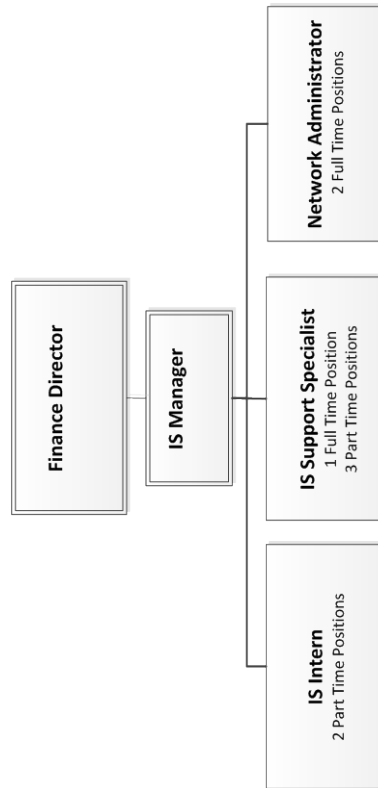 Finance Director
IS Manager
IS Intern
2 Part Time Positions
IS Support Specialist
1 Full Time Position
3 Part Time Positions
Network Administrator
2 Full Time Positions